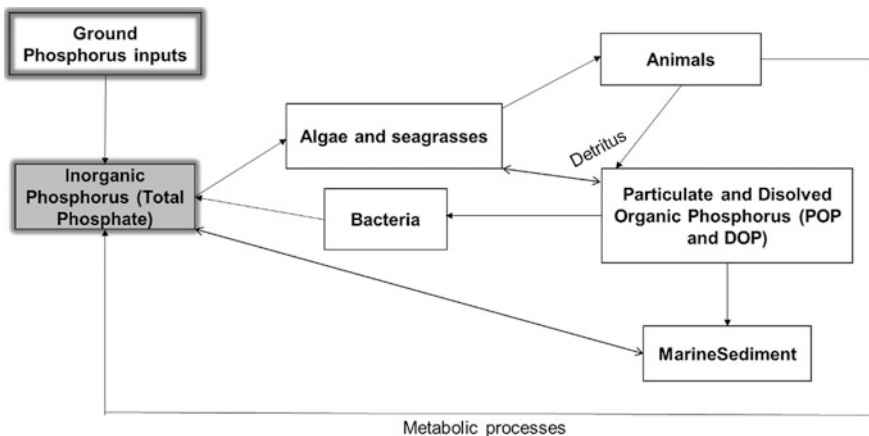 Ground
Phosphorus inputs
Animals
Algae and seagrasses
Detritus
Inorganic
Phosphorus (Total
Phosphate)
Bacteria
Particulate and Disolved
Organic Phosphorus (POP
and DOP)
MarineSediment
Metabolic processes